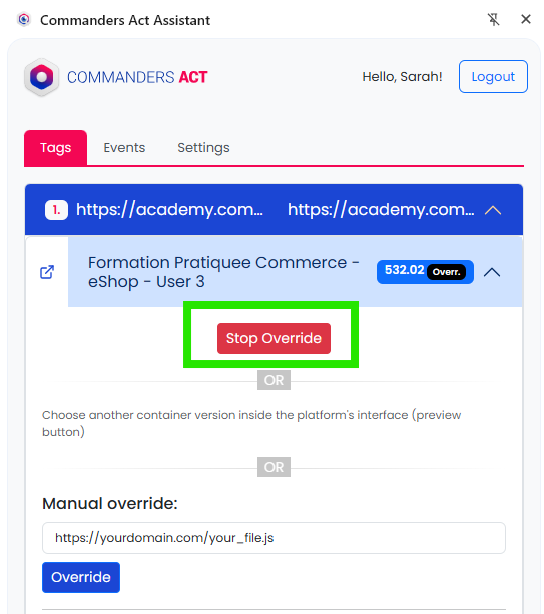 Commanders Act Assistant
COMMANDERS ACT
Hello, Sarah!
Logout
Tags
Events
Settings
1.
https://academy.com...
https://academy.com...
Formation Pratiquee Commerce -
eShop - User 3
532.02
Overr.
Stop Override
OR
Choose another container version inside the platform's interface (preview
button)
OR
Manual override:
https://yourdomain.com/your_file.js
Override